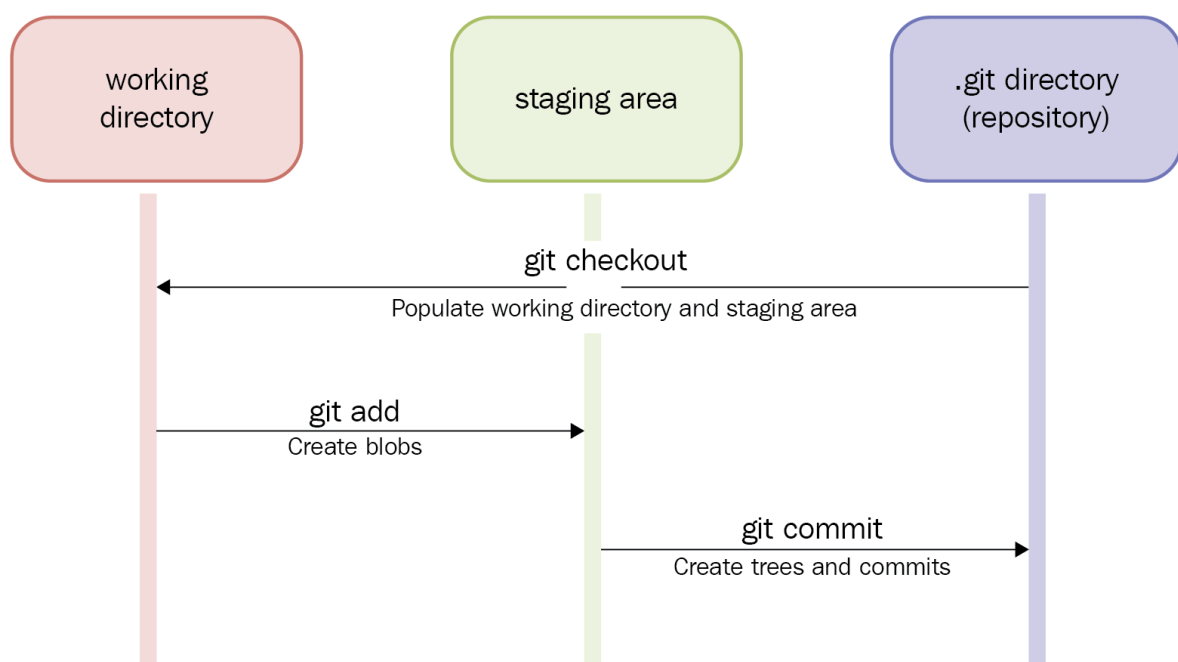 working
directory
staging area
.git directory
(repository)
git checkout
Populate working directory and staging area
git add
Create blobs
git commit
Create trees and commits